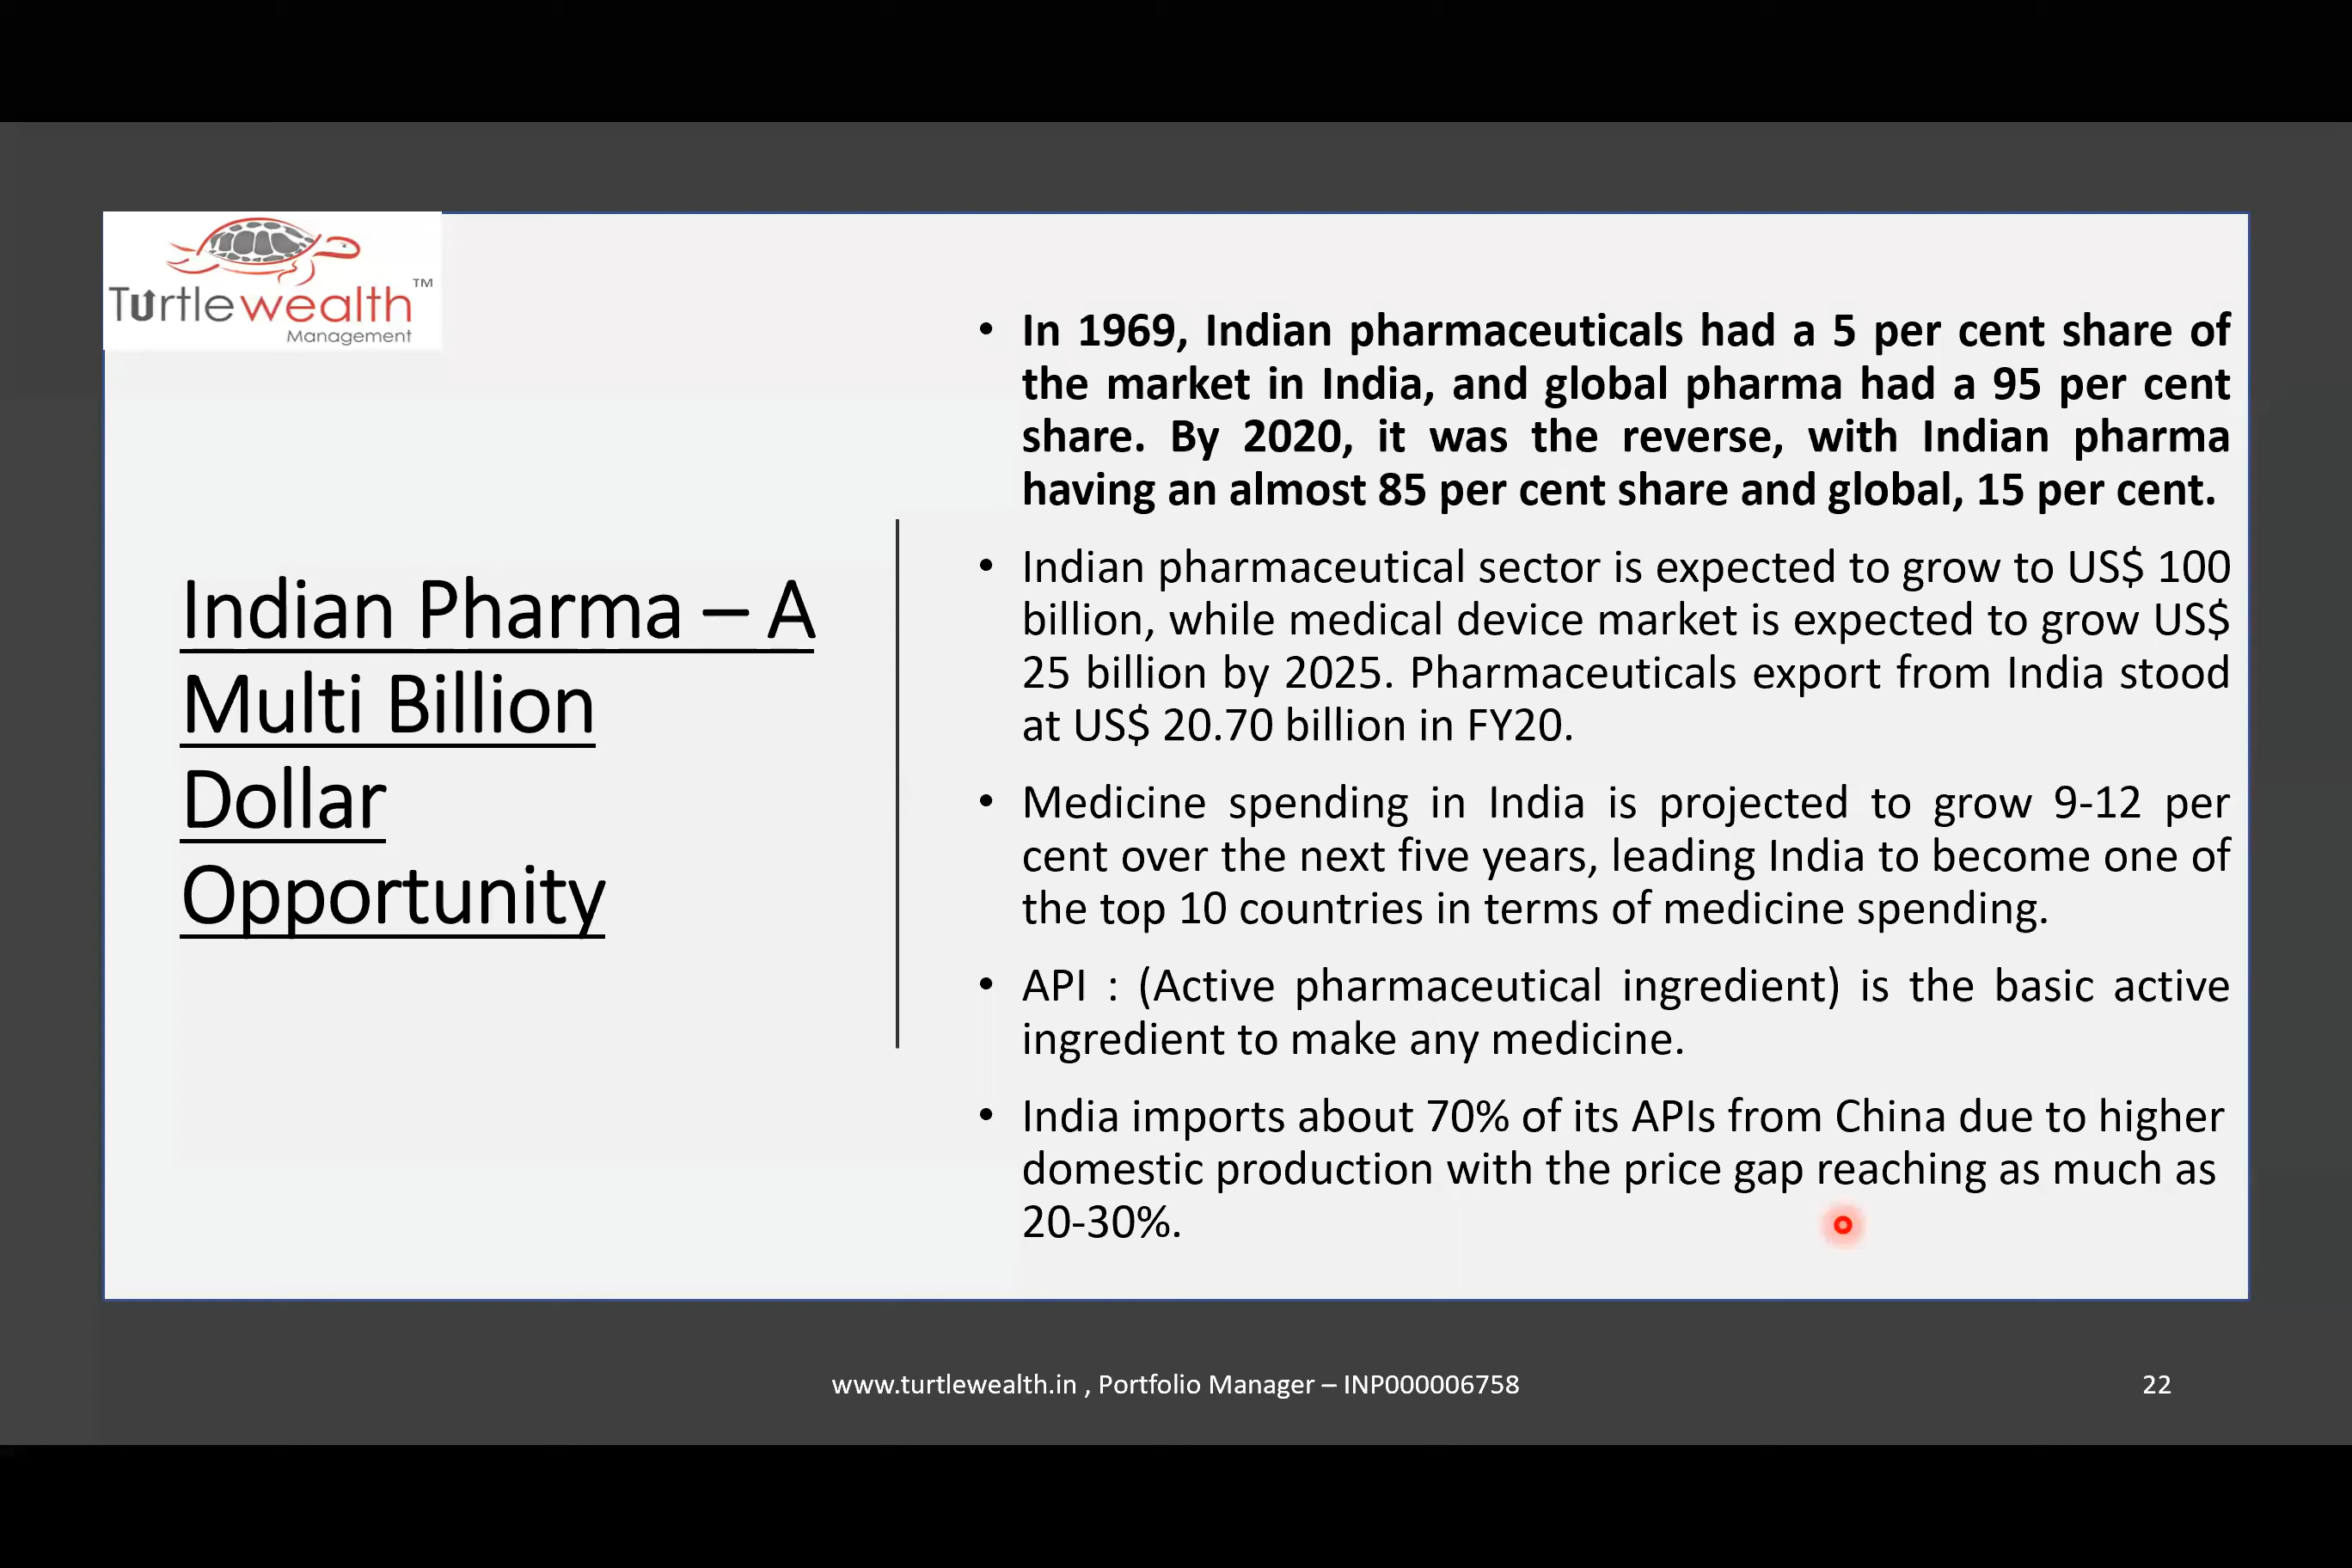 Turtlewealth™
Management
Indian Pharma – A
Multi Billion
Dollar
Opportunity
• In 1969, Indian pharmaceuticals had a 5 per cent share of
the market in India, and global pharma had a 95 per cent
share. By 2020, it was the reverse, with Indian pharma
having an almost 85 per cent share and global, 15 per cent.
• Indian pharmaceutical sector is expected to grow to US$ 100
billion, while medical device market is expected to grow US$
25 billion by 2025. Pharmaceuticals export from India stood
at US$ 20.70 billion in FY20.
• Medicine spending in India is projected to grow 9-12 per
cent over the next five years, leading India to become one of
the top 10 countries in terms of medicine spending.
• API : (Active pharmaceutical ingredient) is the basic active
ingredient to make any medicine.
• India imports about 70% of its APIs from China due to higher
domestic production with the price gap reaching as much as
20-30%.
www.turtlewealth.in , Portfolio Manager – INP000006758
22